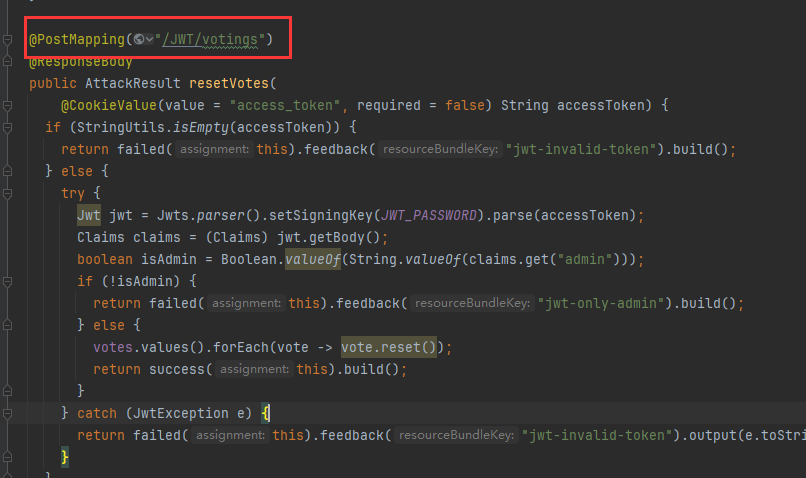 @PostMapping("/JWT/votings")
@ResponseBody
public AttackResult resetVotes(
@CookieValue(value = "access_token", required = false) String accessToken) {
if (StringUtils.isEmpty(accessToken)) {
return failed( assignment: this).feedback( resourceBundleKey: "jwt-invalid-token").build();
} else {
try {
Jwt jwt = Jwts.parser().setSigningKey(JWT_PASSWORD).parse(accessToken);
Claims claims = (Claims) jwt.getBody();
boolean isAdmin = Boolean.valueOf(String.valueOf(claims.get("admin")));
if (!isAdmin) {
return failed( assignment: this).feedback( resourceBundleKey: "jwt-only-admin").build();
} else {
votes.values().forEach(vote -> vote.reset());
return success( assignment: this).build();
}
} catch (JwtException e) {
return failed( assignment: this).feedback( resourceBundleKey: "jwt-invalid-token").output(e.toStri
}